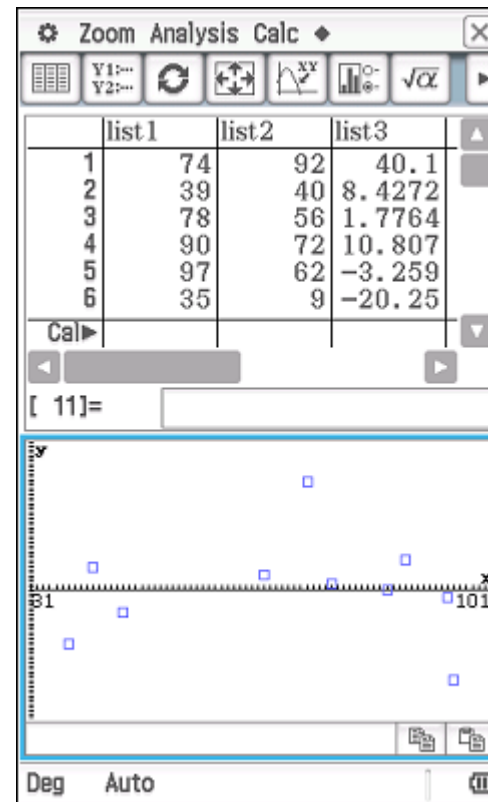 Zoom Analysis Calc ◆
Y1:···
Y2:···
√α
list1 list2 list3
1 74 92 40.1
2 39 40 8.4272
3 78 56 1.7764
4 90 72 10.807
5 97 62 -3.259
6 35 9 -20.25
Cal▶
[ 11]=
y
x
31 101
Deg Auto